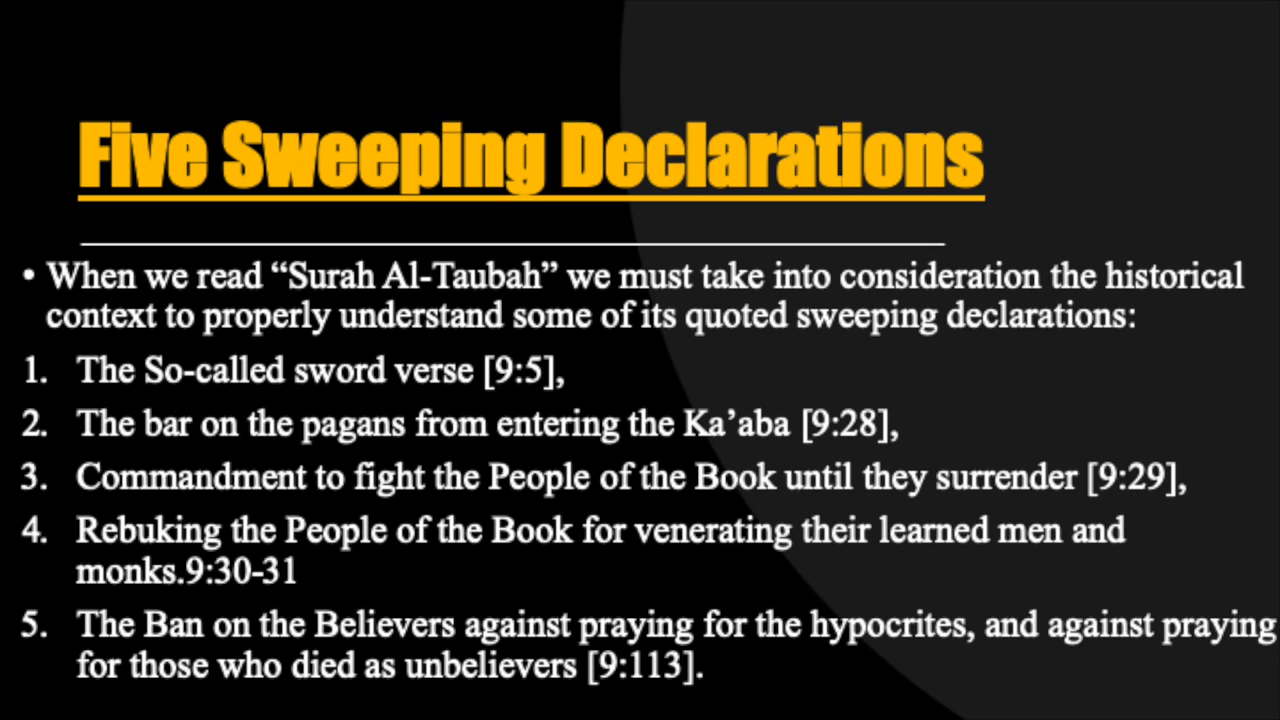 Five Sweeping Declarations
• When we read “Surah Al-Taubah” we must take into consideration the historical
context to properly understand some of its quoted sweeping declarations:
1. The So-called sword verse [9:5],
2. The bar on the pagans from entering the Ka’aba [9:28],
3. Commandment to fight the People of the Book until they surrender [9:29],
4. Rebuking the People of the Book for venerating their learned men and
monks.9:30-31
5. The Ban on the Believers against praying for the hypocrites, and against praying
for those who died as unbelievers [9:113].